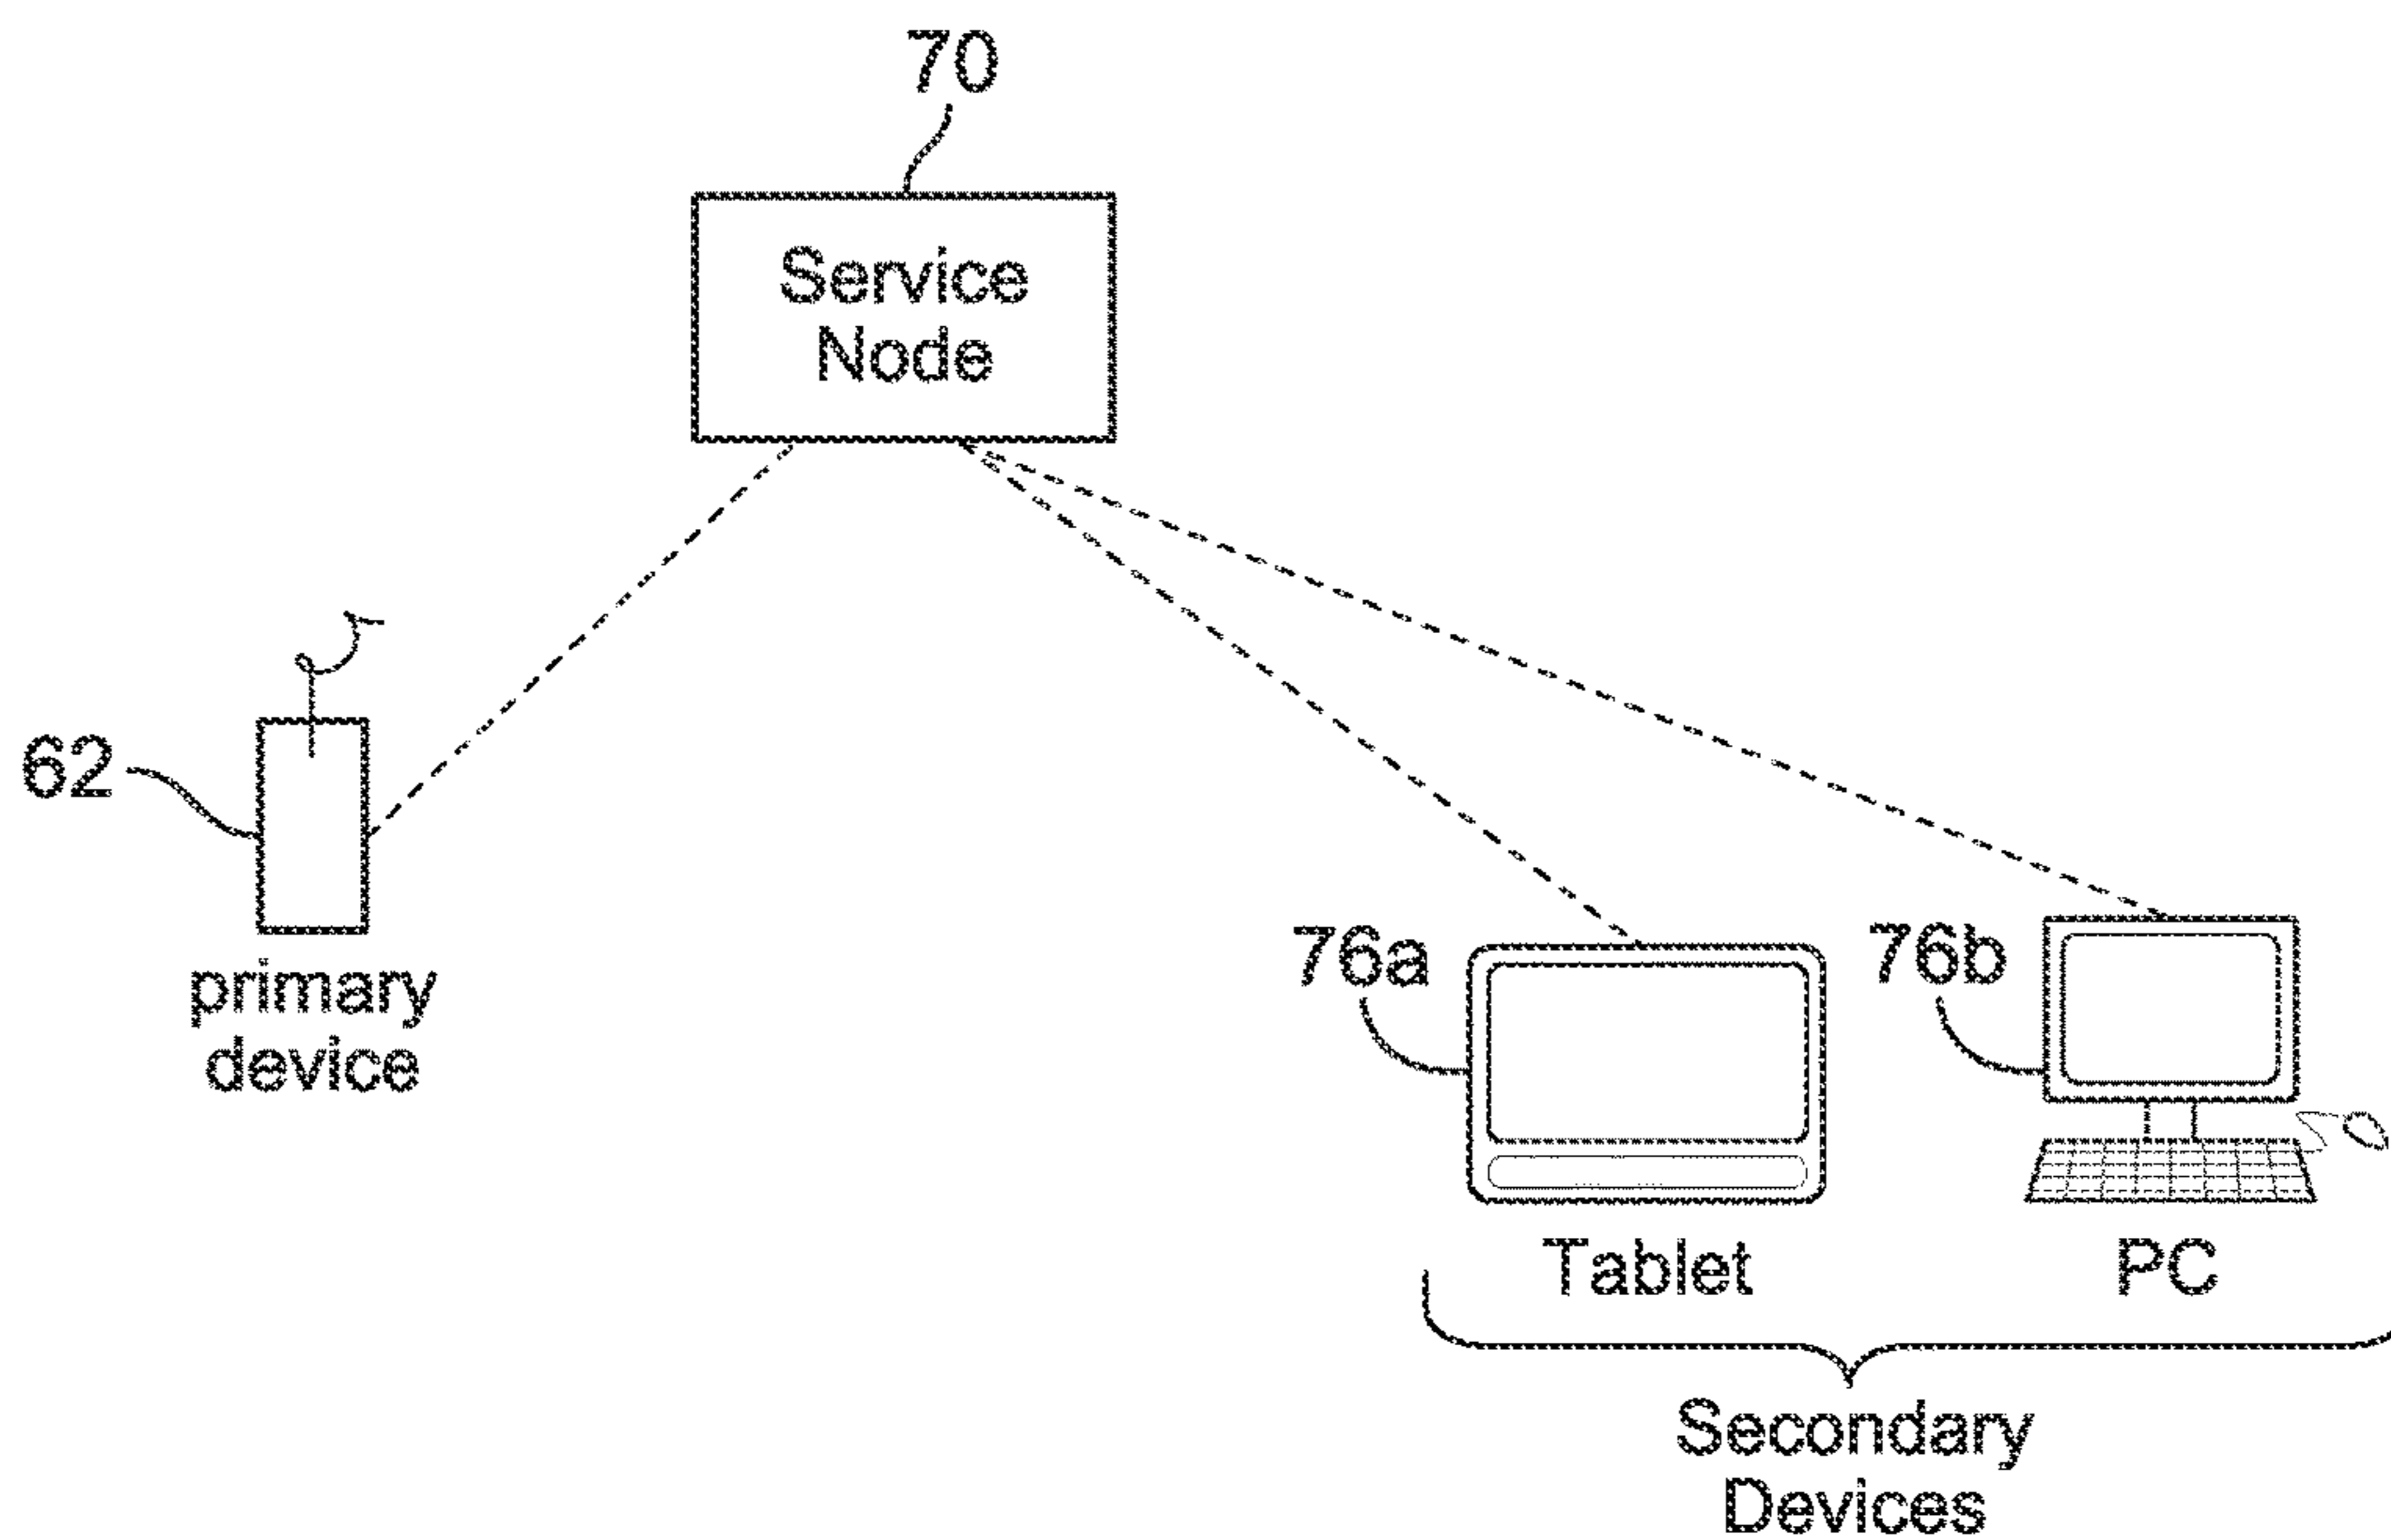 70
Service
Node
62
primary
device
76a
76b
Tablet
PC
Secondary
Devices